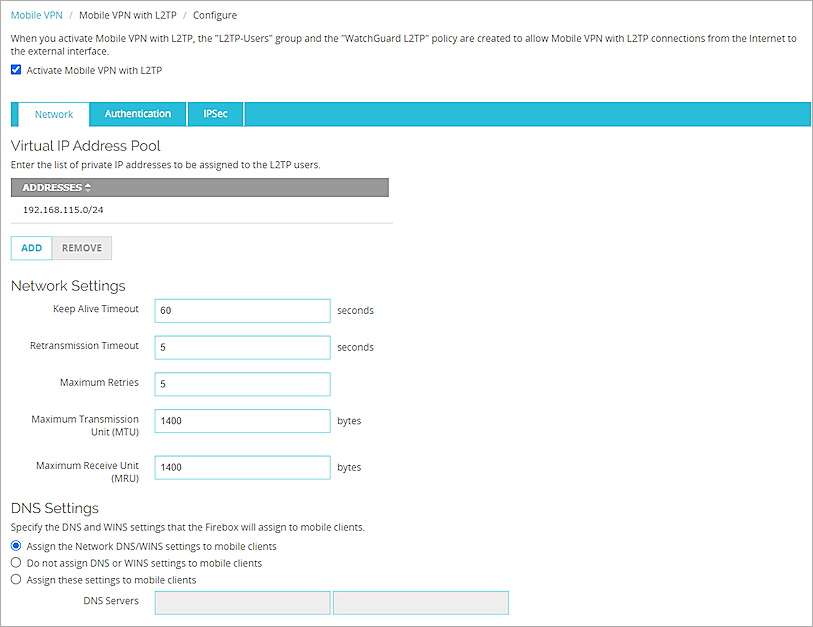 Mobile VPN / Mobile VPN with L2TP / Configure
When you activate Mobile VPN with L2TP, the "L2TP-Users" group and the "WatchGuard L2TP" policy are created to allow Mobile VPN with L2TP connections from the Internet to
the external interface.
Activate Mobile VPN with L2TP
Network Authentication IPSec
Virtual IP Address Pool
Enter the list of private IP addresses to be assigned to the L2TP users.
ADDRESSES
192.168.115.0/24
ADD REMOVE
Network Settings
Keep Alive Timeout 60 seconds
Retransmission Timeout 5 seconds
Maximum Retries 5
Maximum Transmission
Unit (MTU) 1400 bytes
Maximum Receive Unit
(MRU) 1400 bytes
DNS Settings
Specify the DNS and WINS settings that the Firebox will assign to mobile clients.
Assign the Network DNS/WINS settings to mobile clients
Do not assign DNS or WINS settings to mobile clients
Assign these settings to mobile clients
DNS Servers